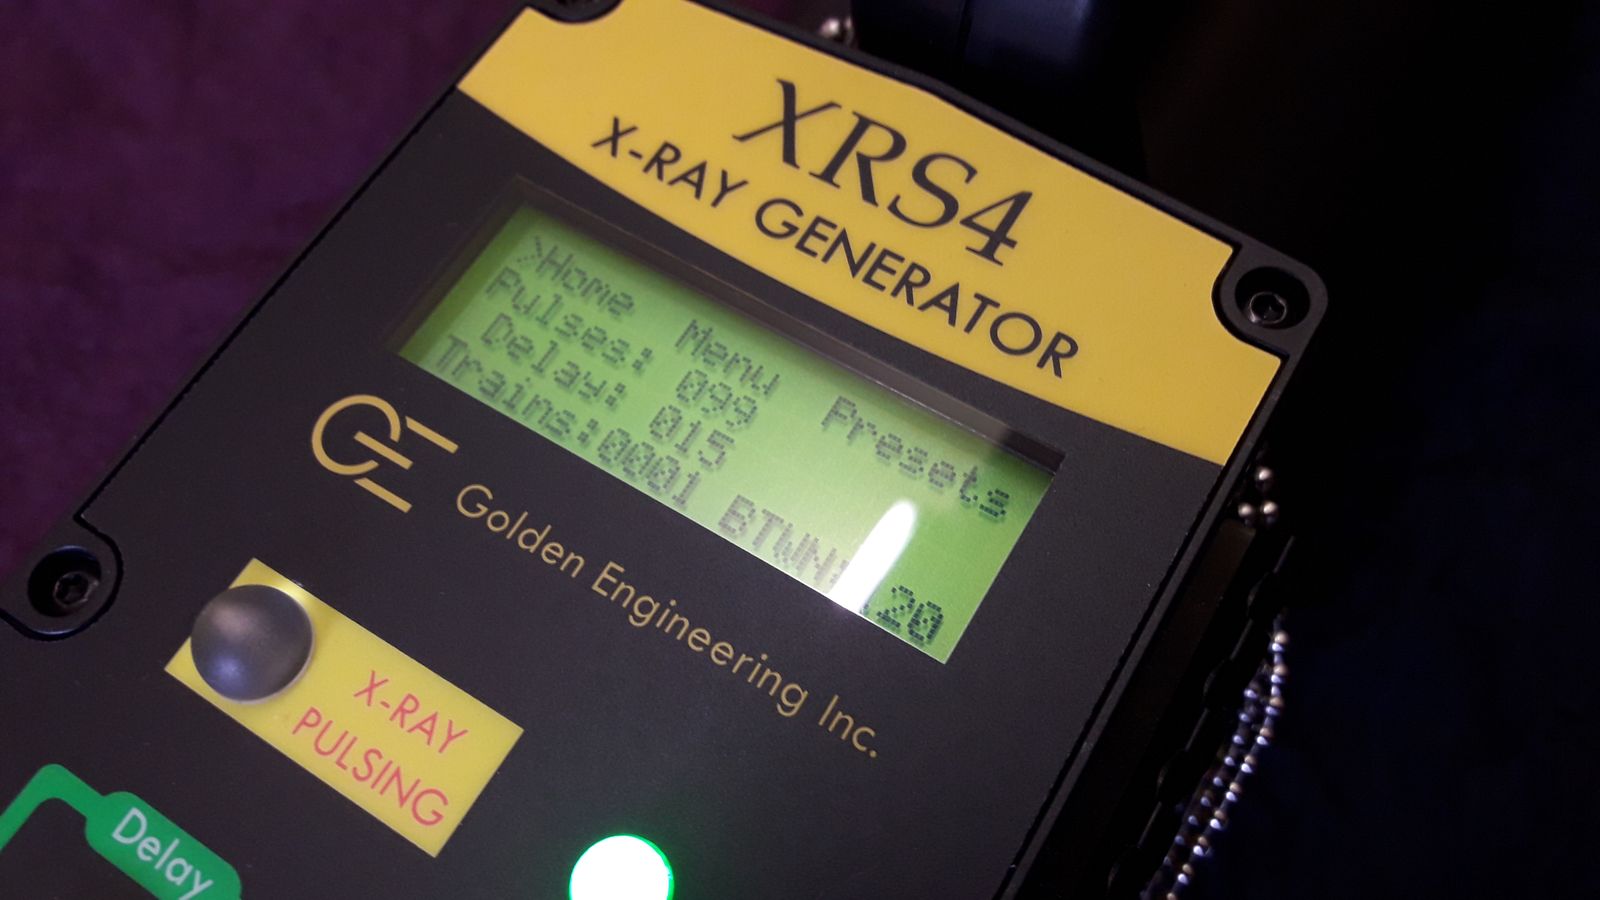 XRS4
X-RAY GENERATOR
>Home Menu Presets
Pulses: 099
Delay: 015
Trains:0001 BTWN:
GE
Golden Engineering Inc.
X-RAY
PULSING
Delay